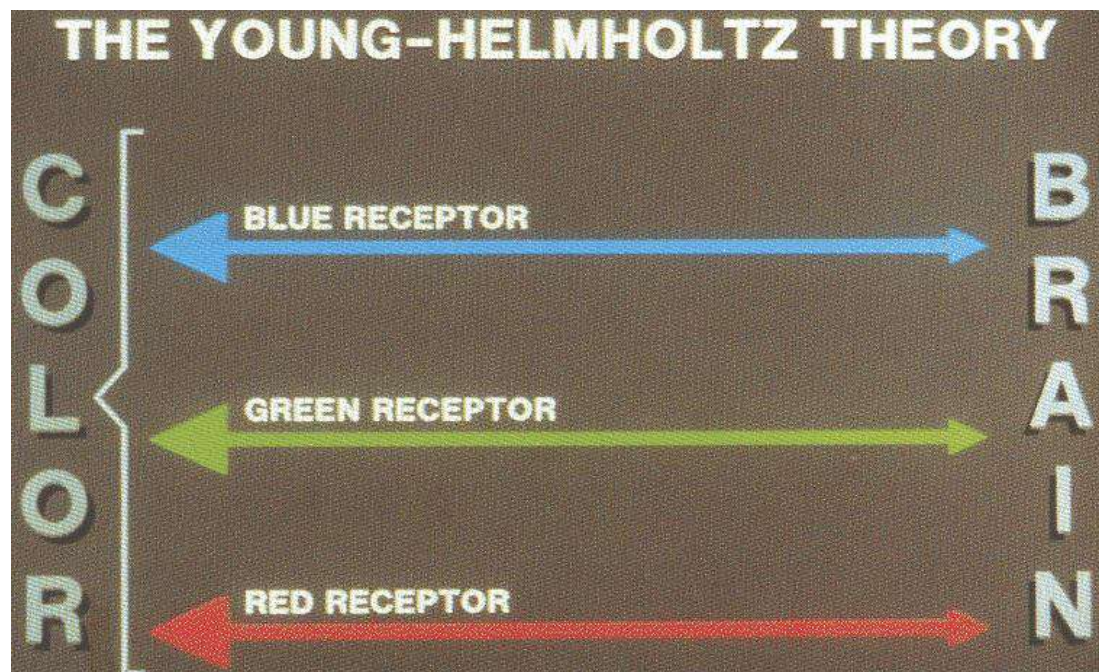 THE YOUNG-HELMHOLTZ THEORY
COLOR
BLUE RECEPTOR
GREEN RECEPTOR
RED RECEPTOR
BRAIN